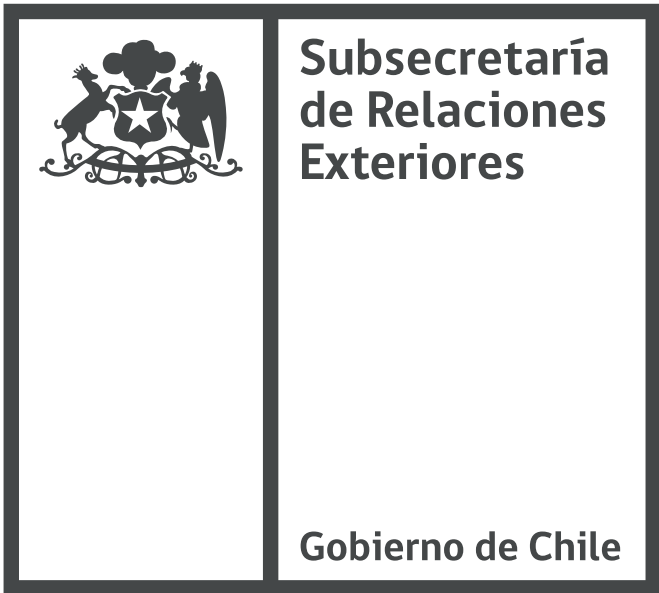 Subsecretaría
de Relaciones
Exteriores
Gobierno de Chile